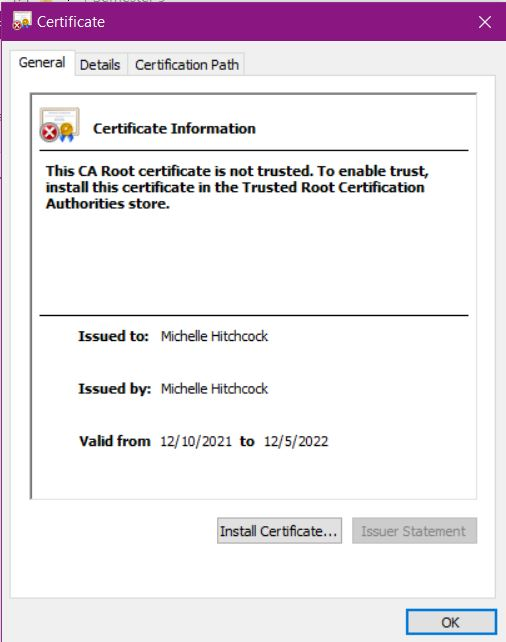 Certificate
General
Details
Certification Path
Certificate Information
This CA Root certificate is not trusted. To enable trust,
install this certificate in the Trusted Root Certification
Authorities store.
Issued to: Michelle Hitchcock
Issued by: Michelle Hitchcock
Valid from 12/10/2021 to 12/5/2022
Install Certificate...
Issuer Statement
OK